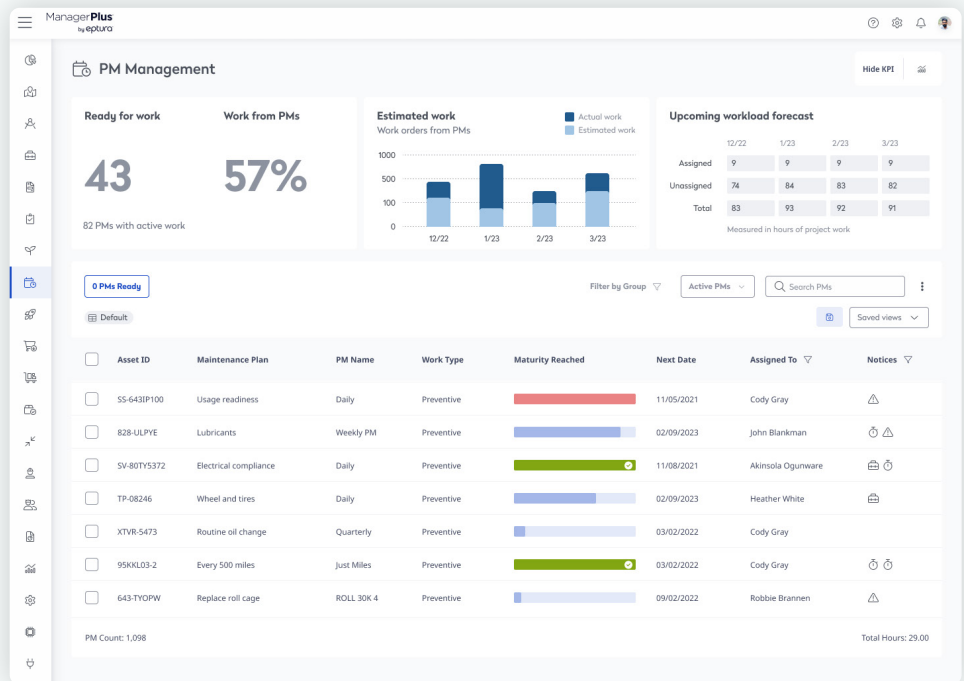 ManagerPlus
by eptura
PM Management
Hide KPI
Ready for work
Work from PMs
43
57%
82 PMs with active work
Estimated work
Work orders from PMs
Actual work
Estimated work
1000
500
100
0
12/22 1/23 2/23 3/23
Upcoming workload forecast
12/22 1/23 2/23 3/23
Assigned 9 9 9 9
Unassigned 74 84 83 82
Total 83 93 92 91
Measured in hours of project work
0 PMs Ready
Filter by Group
Active PMs
Search PMs
Default
Saved views
Asset ID Maintenance Plan PM Name Work Type Maturity Reached Next Date Assigned To Notices
SS-643IP100 Usage readiness Daily Preventive 11/05/2021 Cody Gray
828-ULPYE Lubricants Weekly PM Preventive 02/09/2023 John Blankman
SV-80TY5372 Electrical compliance Daily Preventive 11/08/2021 Akinsola Ogunware
TP-08246 Wheel and tires Daily Preventive 02/09/2023 Heather White
XTVR-5473 Routine oil change Quarterly Preventive 03/02/2022 Cody Gray
95KKL03-2 Every 500 miles Just Miles Preventive 03/02/2022 Cody Gray
643-TYOPW Replace roll cage ROLL 30K 4 Preventive 09/02/2022 Robbie Brannen
PM Count: 1,098
Total Hours: 29.00